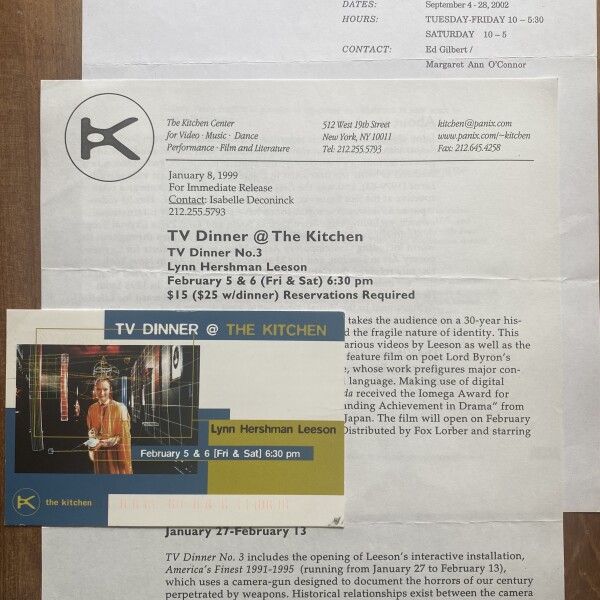 DATES: September 4 - 28, 2002
HOURS: TUESDAY-FRIDAY 10 – 5:30
SATURDAY 10 – 5
CONTACT: Ed Gilbert /
Margaret Ann O'Connor
The Kitchen Center
for Video · Music · Dance
Performance · Film and Literature
512 West 19th Street
New York, NY 10011
Tel: 212.255.5793
kitchen@panix.com
www.panix.com/~kitchen
Fax: 212.645.4258
January 8, 1999
For Immediate Release
Contact: Isabelle Deconinck
212.255.5793
TV Dinner @ The Kitchen
TV Dinner No.3
Lynn Hershman Leeson
February 5 & 6 (Fri & Sat) 6:30 pm
$15 ($25 w/dinner) Reservations Required
takes the audience on a 30-year his-
d the fragile nature of identity. This
arious videos by Leeson as well as the
feature film on poet Lord Byron's
e, whose work prefigures major con-
language. Making use of digital
da received the Iomega Award for
anding Achievement in Drama" from
Japan. The film will open on February
Distributed by Fox Lorber and starring
TV DINNER @ THE KITCHEN
Lynn Hershman Leeson
February 5 & 6 [Fri & Sat] 6:30 pm
the kitchen
January 27-February 13
TV Dinner No. 3 includes the opening of Leeson's interactive installation,
America's Finest 1991-1995 (running from January 27 to February 13),
which uses a camera-gun designed to document the horrors of our century
perpetrated by weapons. Historical relationships exist between the camera